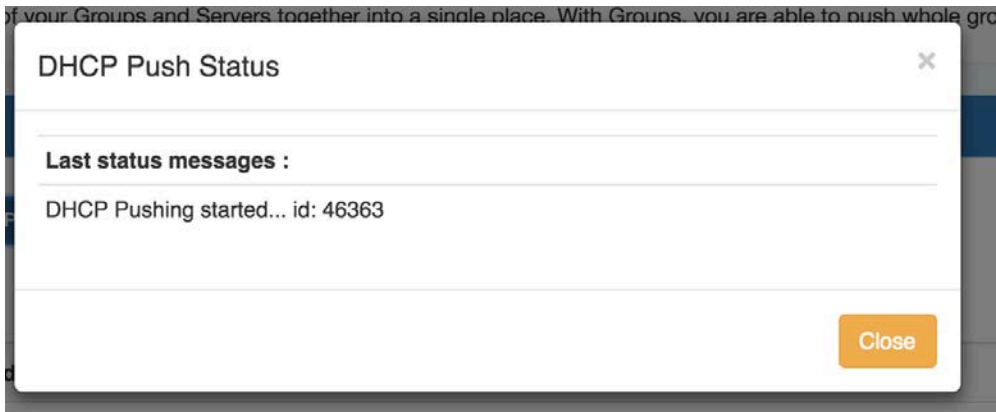 of your Groups and Servers together into a single place. With Groups, you are able to push whole
DHCP Push Status
×
Last status messages :
DHCP Pushing started... id: 46363
Close